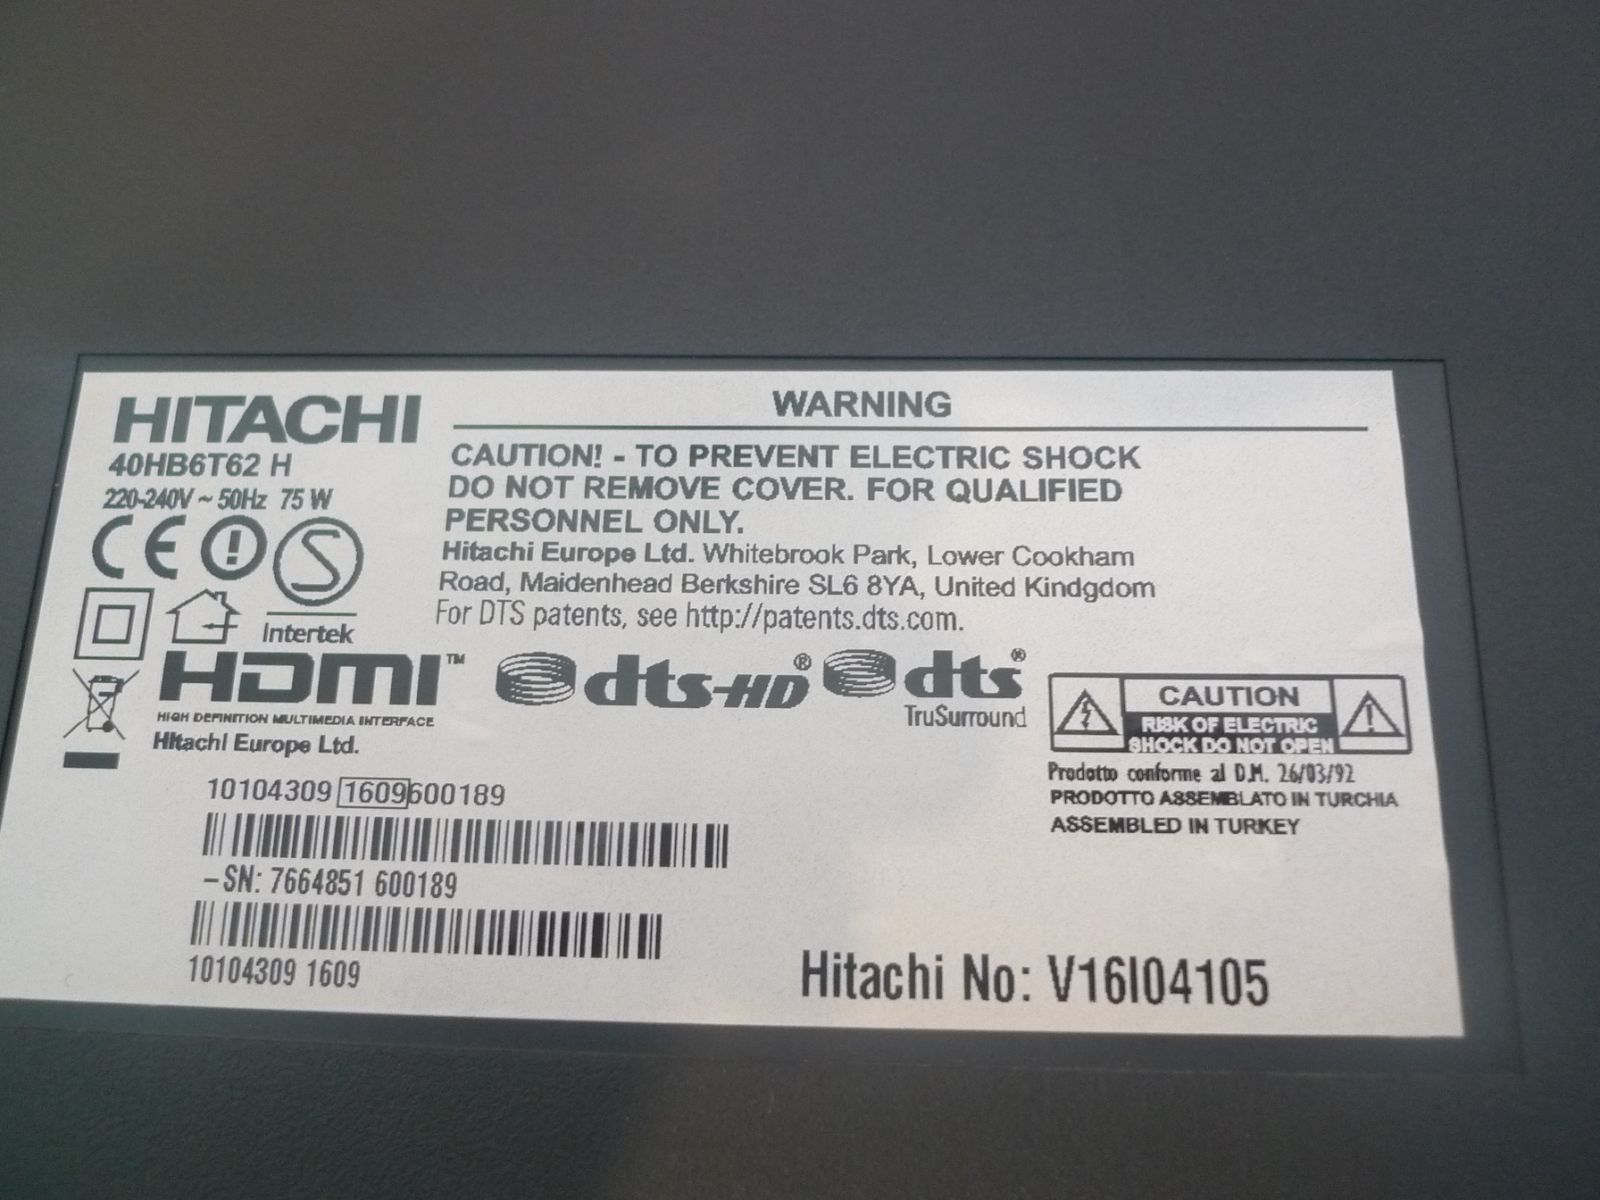 HITACHI
40HB6T62 H
220-240V ~ 50Hz 75 W
CE
Intertek
WARNING
CAUTION! - TO PREVENT ELECTRIC SHOCK
DO NOT REMOVE COVER. FOR QUALIFIED
PERSONNEL ONLY.
Hitachi Europe Ltd. Whitebrook Park, Lower Cookham
Road, Maidenhead Berkshire SL6 8YA, United Kindgdom
For DTS patents, see http://patents.dts.com.
HDMI™
HIGH DEFINITION MULTIMEDIA INTERFACE
Hitachi Europe Ltd.
dts-HD®
dts®
TruSurround
CAUTION
RISK OF ELECTRIC
SHOCK DO NOT OPEN
Prodotto conforme al D.M. 26/03/92
PRODOTTO ASSEMBLATO IN TURCHIA
ASSEMBLED IN TURKEY
10104309 1609600189
-SN: 7664851 600189
10104309 1609
Hitachi No: V16I04105